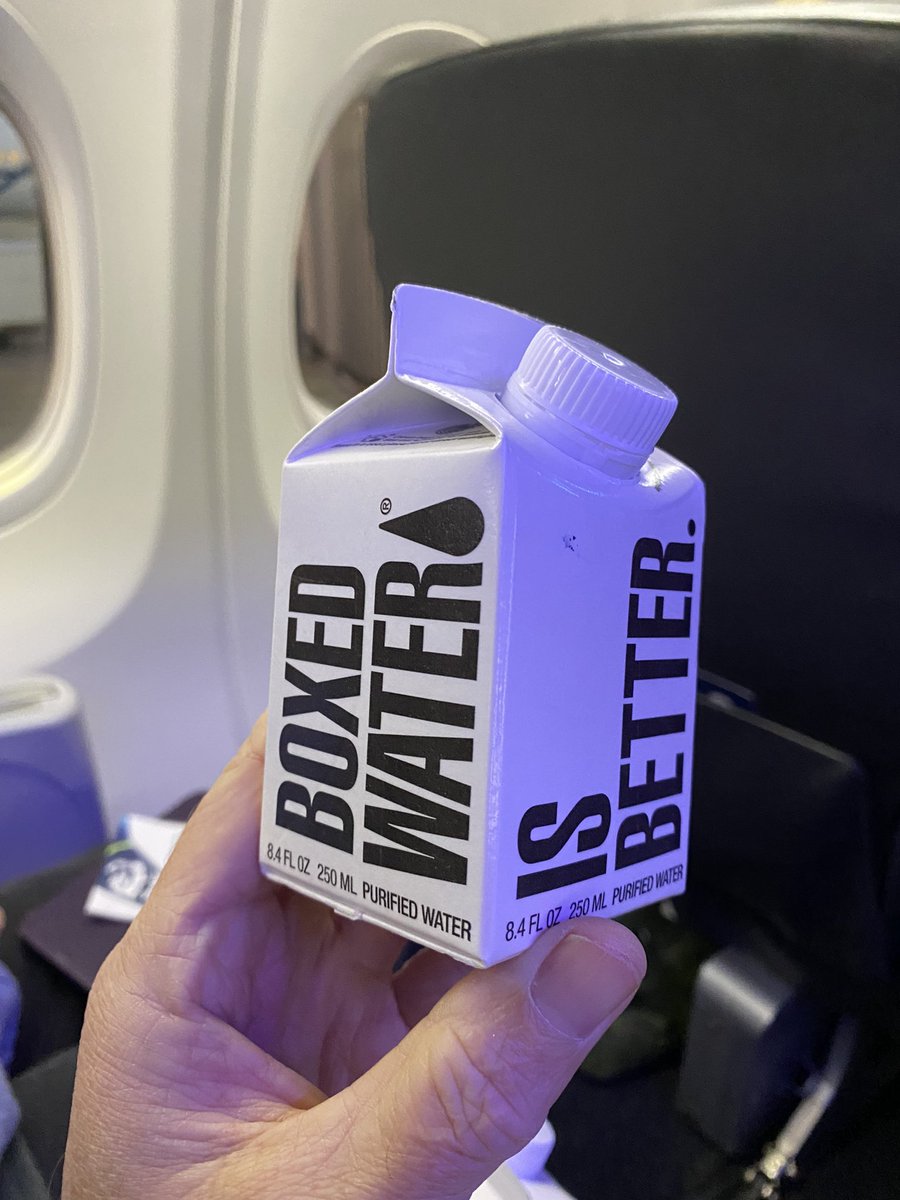 BOXED
WATER®
8.4 FL OZ 250 ML PURIFIED WATER
IS
BETTER.
8.4 FL OZ 250 ML PURIFIED WATER